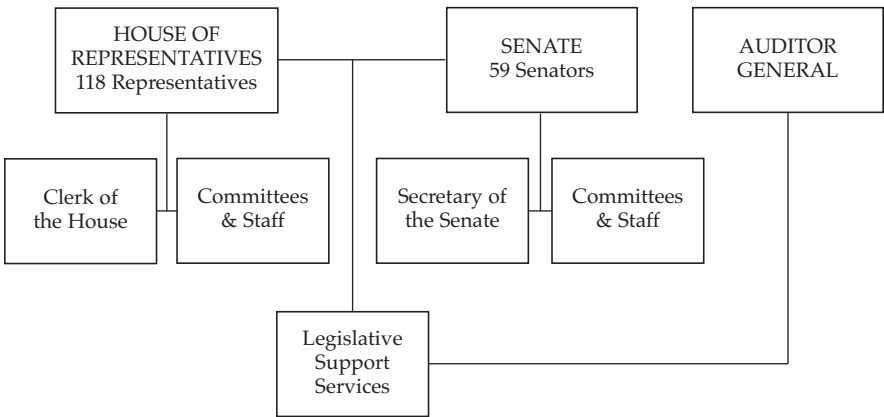 HOUSE OF
REPRESENTATIVES
118 Representatives
SENATE
59 Senators
AUDITOR
GENERAL
Clerk of
the House
Committees
& Staff
Secretary of
the Senate
Committees
& Staff
Legislative
Support
Services